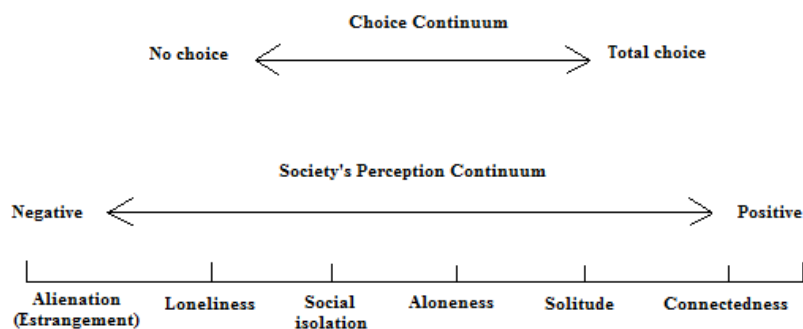 Choice Continuum
No choice
Total choice
Society's Perception Continuum
Negative
Positive
Alienation
(Estrangement)
Loneliness
Social
isolation
Aloneness
Solitude
Connectedness